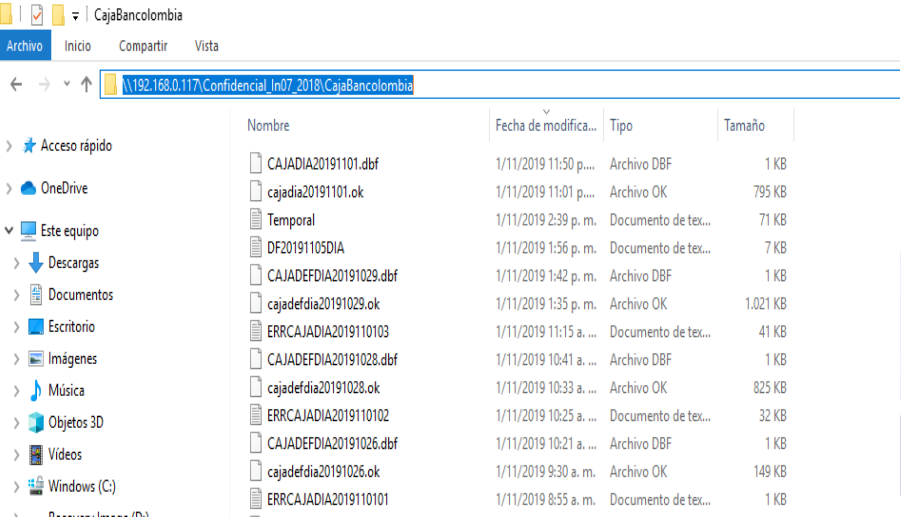 CajaBancolombia
Archivo Inicio Compartir Vista
\\192.168.0.117\Confidencial_In07_2018\CajaBancolombia
Nombre Fecha de modifica... Tipo Tamaño
Acceso rápido
OneDrive
Este equipo
Descargas
Documentos
Escritorio
Imágenes
Música
Objetos 3D
Vídeos
Windows (C:)
Recovery Image (D:)
CAJADIA20191101.dbf 1/11/2019 11:50 p.... Archivo DBF 1 KB
cajadia20191101.ok 1/11/2019 11:01 p.... Archivo OK 795 KB
Temporal 1/11/2019 2:39 p. m. Documento de tex... 71 KB
DF20191105DIA 1/11/2019 1:56 p. m. Documento de tex... 7 KB
CAJADEFDIA20191029.dbf 1/11/2019 1:42 p. m. Archivo DBF 1 KB
cajadefdia20191029.ok 1/11/2019 1:35 p. m. Archivo OK 1.021 KB
ERRCAJADIA2019110103 1/11/2019 11:15 a. ... Documento de tex... 41 KB
CAJADEFDIA20191028.dbf 1/11/2019 10:41 a. ... Archivo DBF 1 KB
cajadefdia20191028.ok 1/11/2019 10:33 a. ... Archivo OK 825 KB
ERRCAJADIA2019110102 1/11/2019 10:25 a. ... Documento de tex... 32 KB
CAJADEFDIA20191026.dbf 1/11/2019 10:21 a. ... Archivo DBF 1 KB
cajadefdia20191026.ok 1/11/2019 9:30 a. m. Archivo OK 149 KB
ERRCAJADIA2019110101 1/11/2019 8:55 a. m. Documento de tex... 1 KB